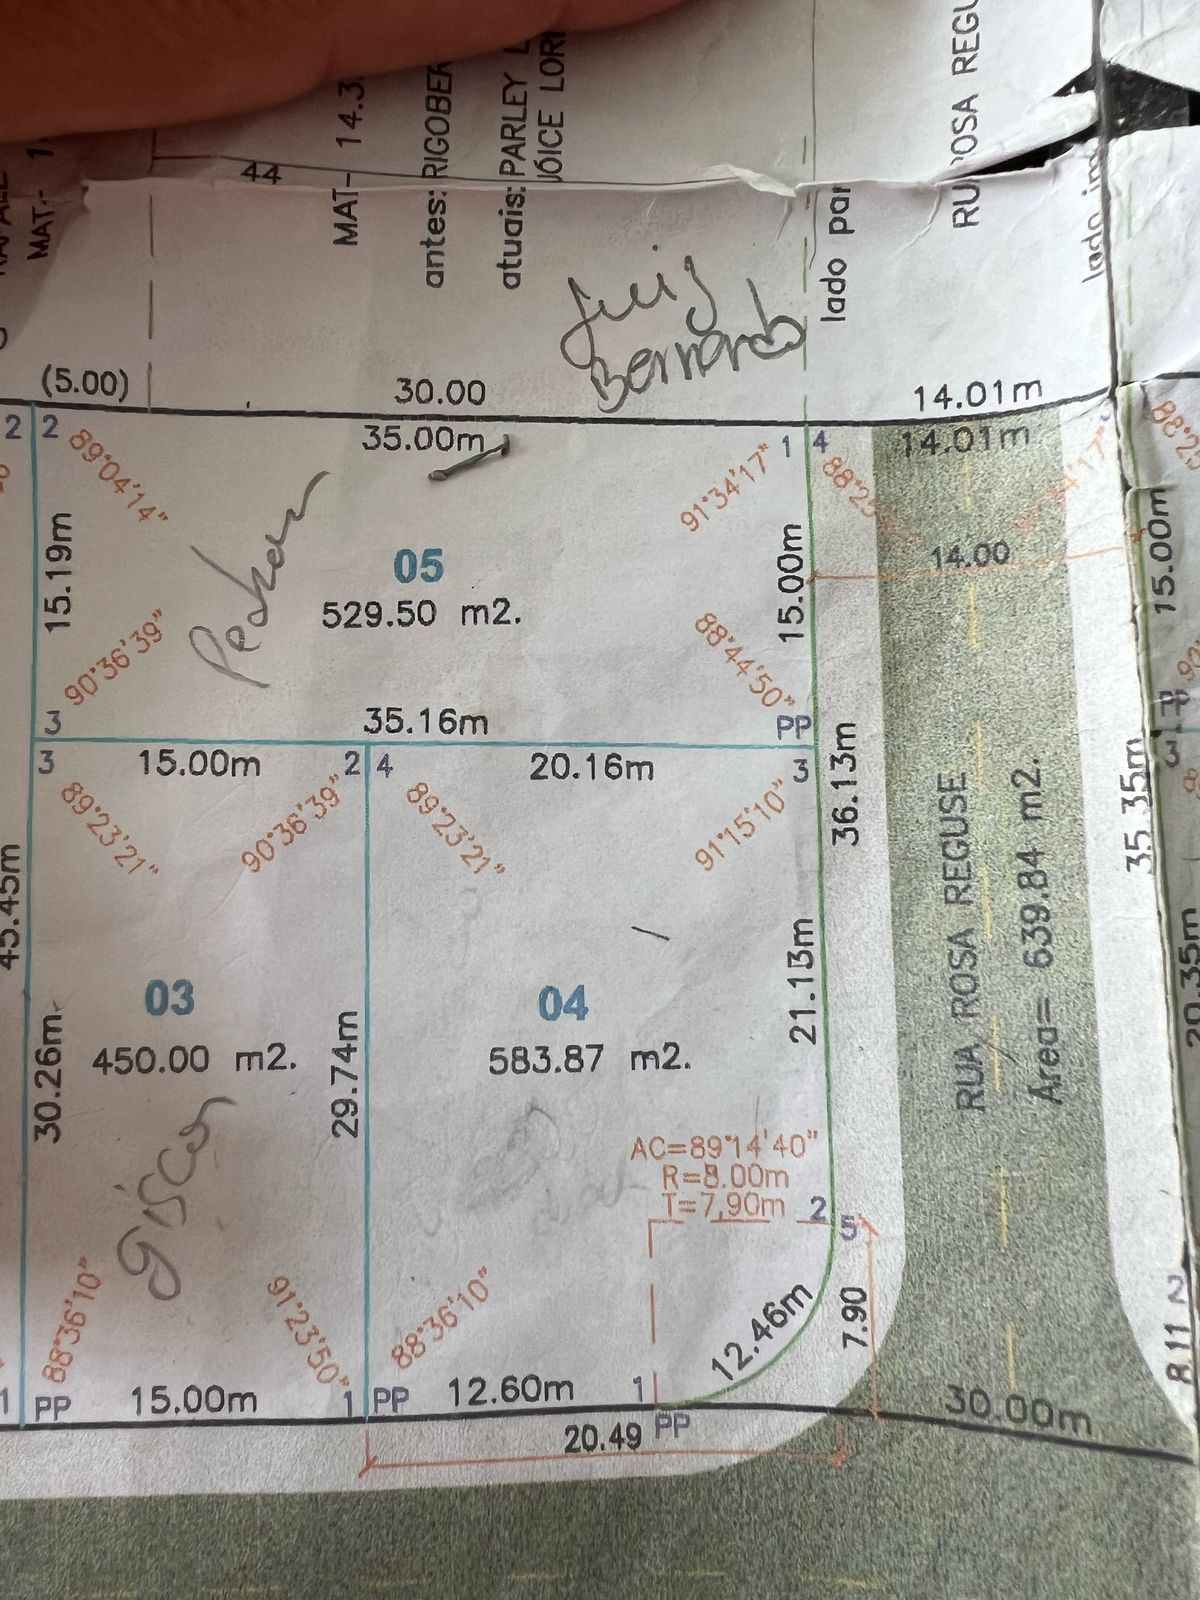 MAT- 14.3
antes: RIGOBER
atuais: PARLEY L
JÓICE LORI
lado par
RUA ROSA REGU
44
MAT.-
lado im
Luis
Bernardo
(5.00)
30.00
14.01m
2
2
35.00m
1
4
14.01m
89°04'14"
91°34'17"
15.19m
Pedron
05
529.50 m2.
15.00m
14.00
15.00m
90°36'39"
88°44'50"
3
35.16m
PP
3
15.00m
2
4
20.16m
3
3
89°23'21"
90°36'39"
89°23'21"
91°15'10"
36.13m
35.35m
RUA ROSA REGUSE
Área= 639.84 m2.
45.45m
03
450.00 m2.
04
583.87 m2.
21.13m
20.35m
30.26m
29.74m
AC=89°14'40"
R=8.00m
T=7,90m
2
5
88°36'10"
91°23'50"
88°36'10"
12.46m
7.90
8.11
2
1
PP
15.00m
1
PP
12.60m
1
30.00m
20.49
PP